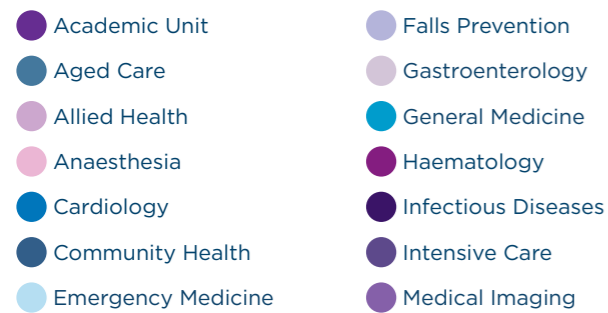 Academic Unit
Aged Care
Allied Health
Anaesthesia
Cardiology
Community Health
Emergency Medicine
Falls Prevention
Gastroenterology
General Medicine
Haematology
Infectious Diseases
Intensive Care
Medical Imaging